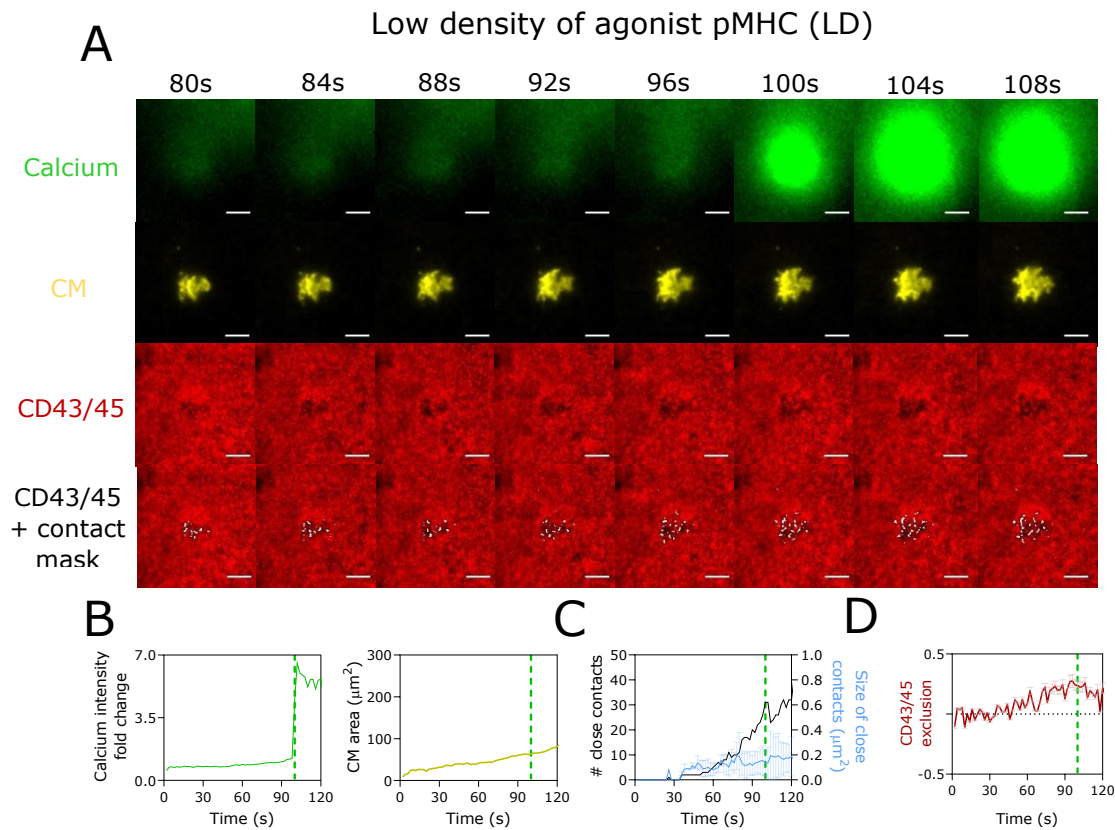 Low density of agonist pMHC (LD)
A
80s 84s 88s 92s 96s 100s 104s 108s
Calcium
CM
CD43/45
CD43/45
+ contact
mask
B
Calcium intensity
fold change
7.0
3.5
0.0
0 30 60 90 120
Time (s)
CM area (μm²)
300
200
100
0
0 30 60 90 120
Time (s)
C
# close contacts
50
40
30
20
10
0
0 30 60 90 120
Time (s)
1.0
0.8
0.6
0.4
0.2
0.0
Size of close
contacts (μm²)
D
CD43/45
exclusion
0.5
-0.5
0 30 60 90 120
Time (s)